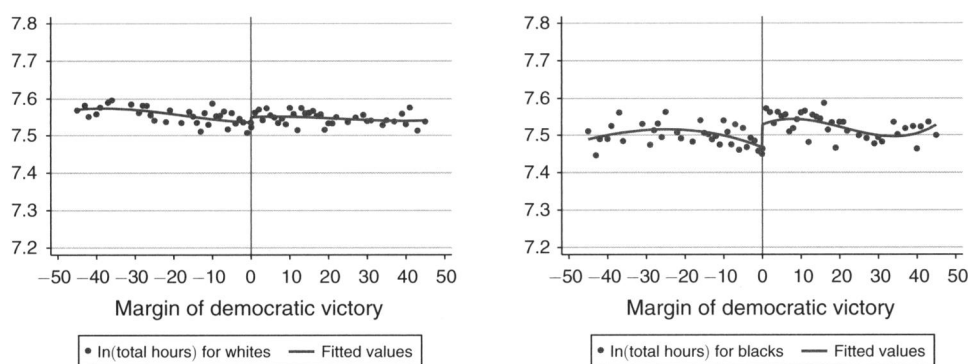 7.8
7.7
7.6
7.5
7.4
7.3
7.2
−50 −40 −30 −20 −10 0 10 20 30 40 50
Margin of democratic victory
ln(total hours) for whites Fitted values
7.8
7.7
7.6
7.5
7.4
7.3
7.2
−50 −40 −30 −20 −10 0 10 20 30 40 50
Margin of democratic victory
ln(total hours) for blacks Fitted values